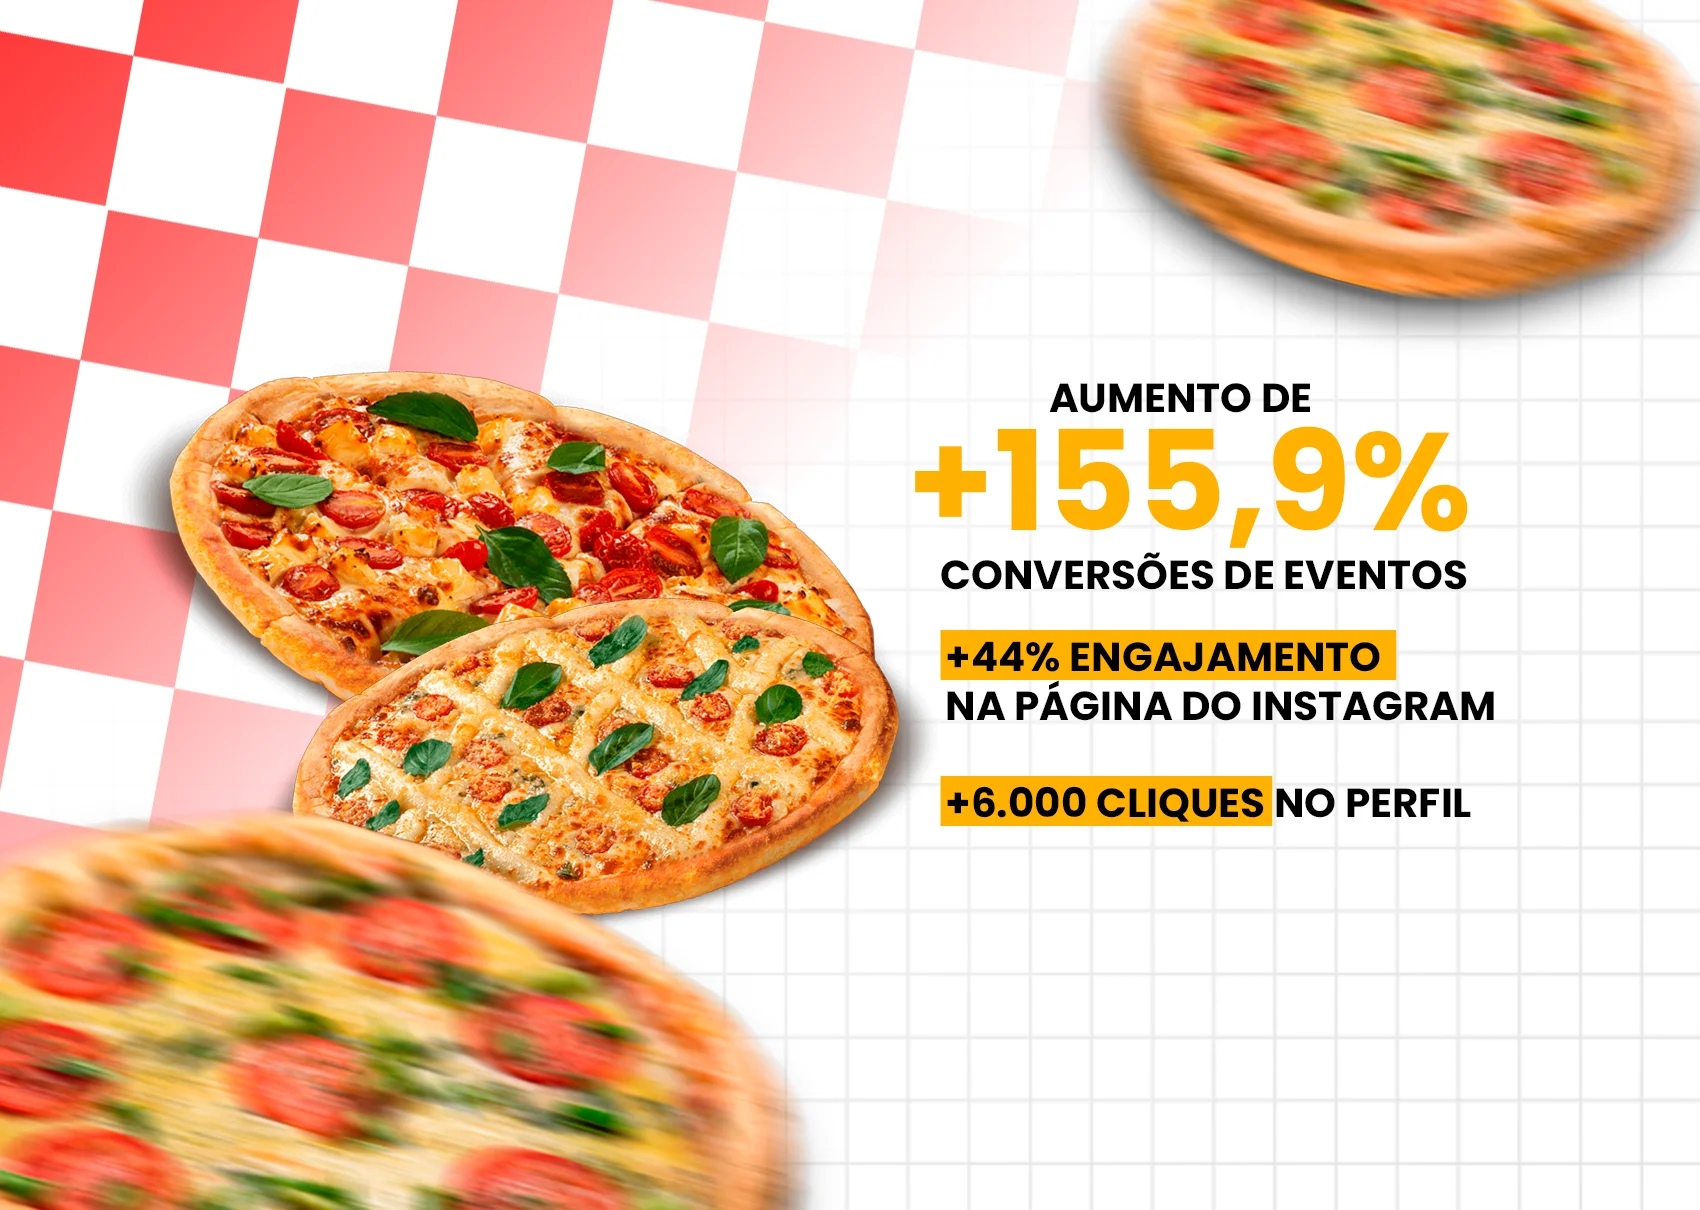 AUMENTO DE
+155,9%
CONVERSÕES DE EVENTOS
+44% ENGAJAMENTO
NA PÁGINA DO INSTAGRAM
+6.000 CLIQUES NO PERFIL